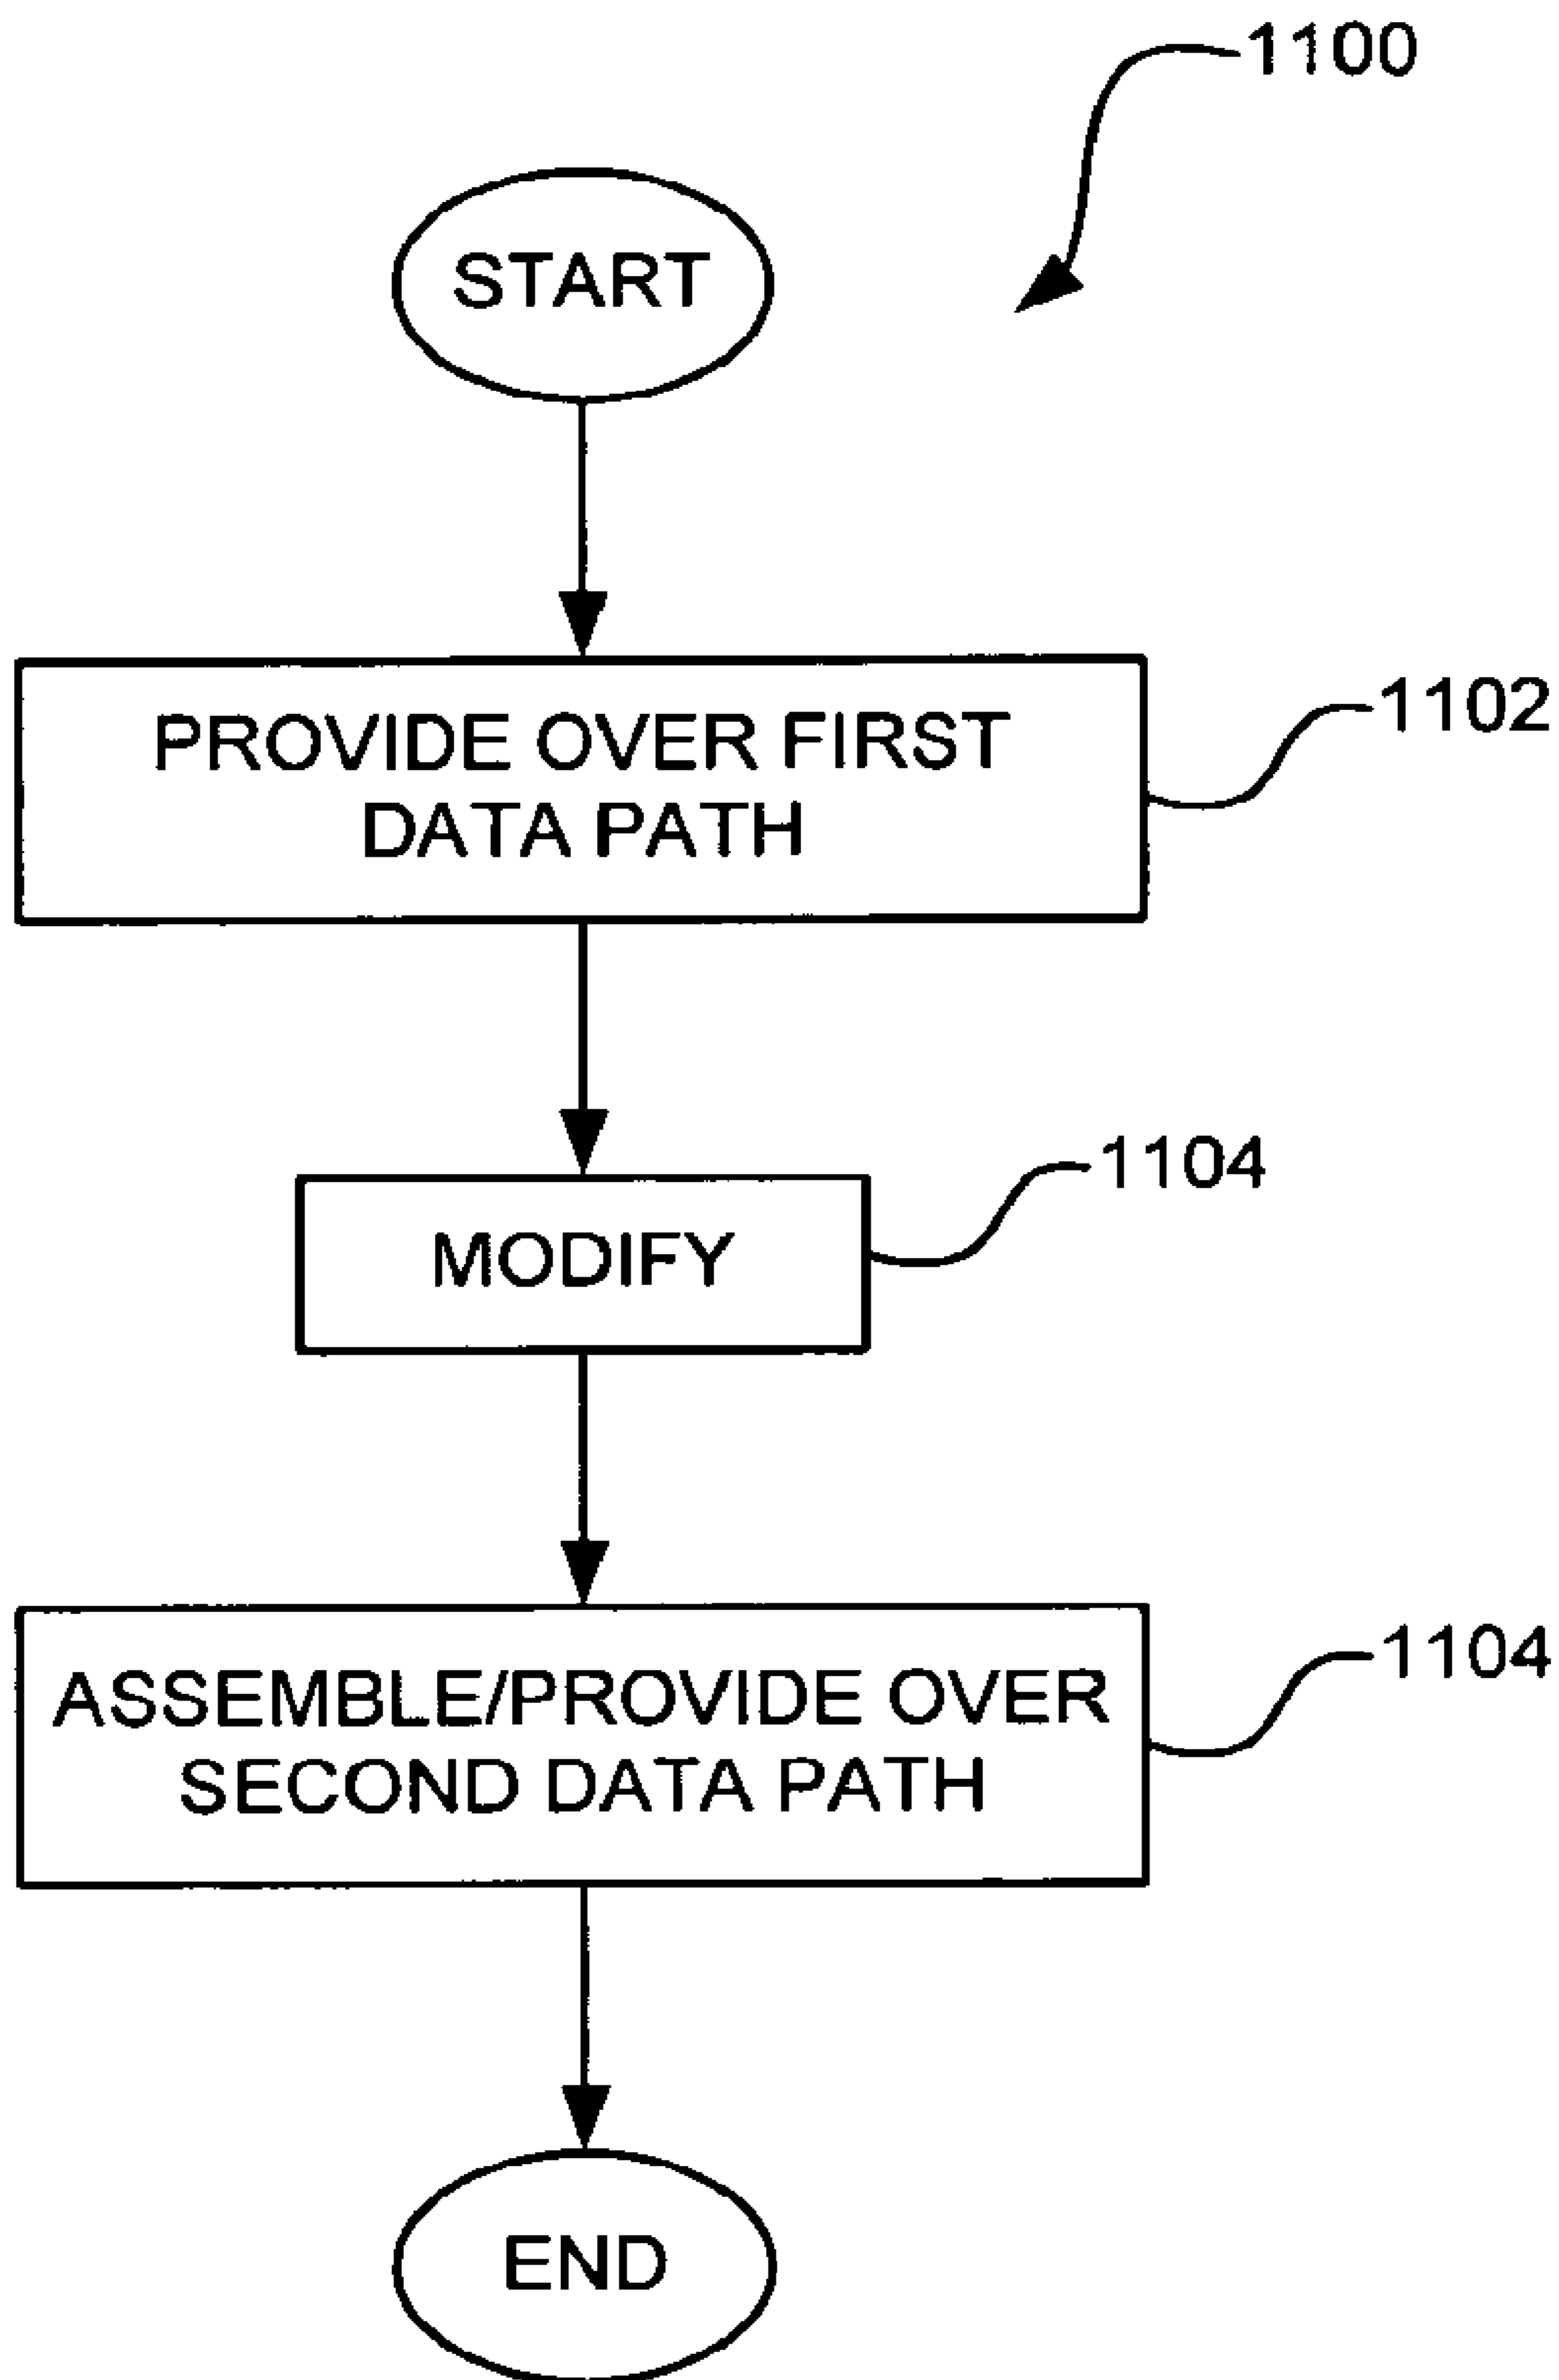 1100
START
PROVIDE OVER FIRST
DATA PATH
1102
MODIFY
1104
ASSEMBLE/PROVIDE OVER
SECOND DATA PATH
1104
END